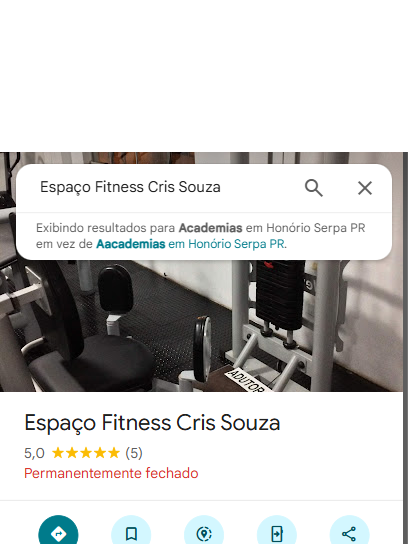 Espaço Fitness Cris Souza
Exibindo resultados para Academias em Honório Serpa PR
em vez de Aacademias em Honório Serpa PR.
9
ADUTOR
Espaço Fitness Cris Souza
5,0 ★★★★★ (5)
Permanentemente fechado